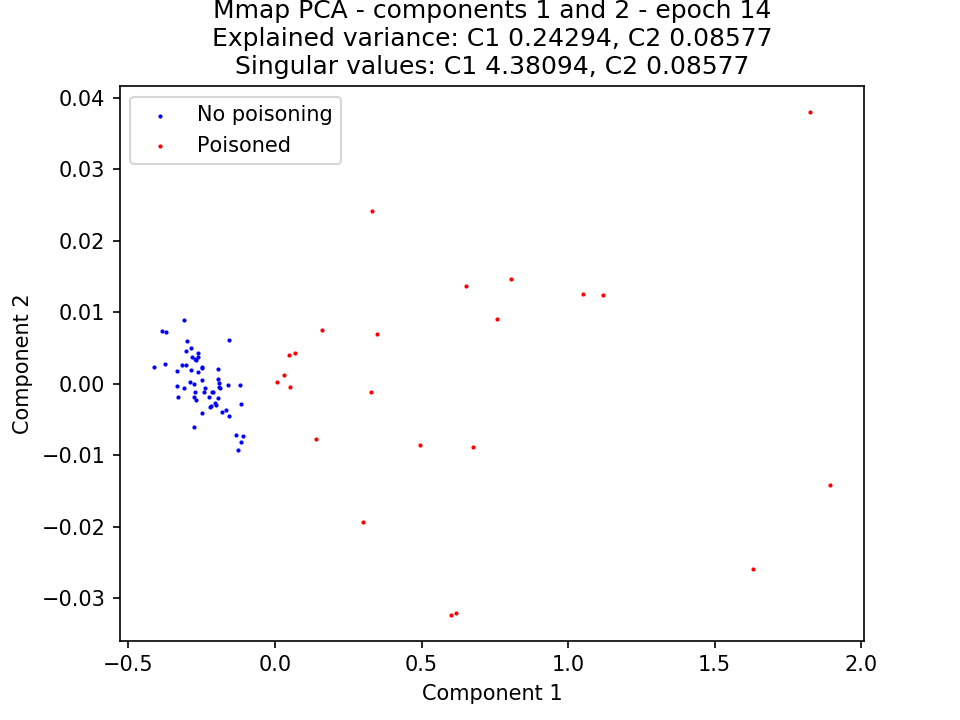 Mmap PCA - components 1 and 2 - epoch 14
Explained variance: C1 0.24294, C2 0.08577
Singular values: C1 4.38094, C2 0.08577
No poisoning
Poisoned
0.04
0.03
0.02
0.01
0.00
−0.01
−0.02
−0.03
Component 2
−0.5
0.0
0.5
1.0
1.5
2.0
Component 1